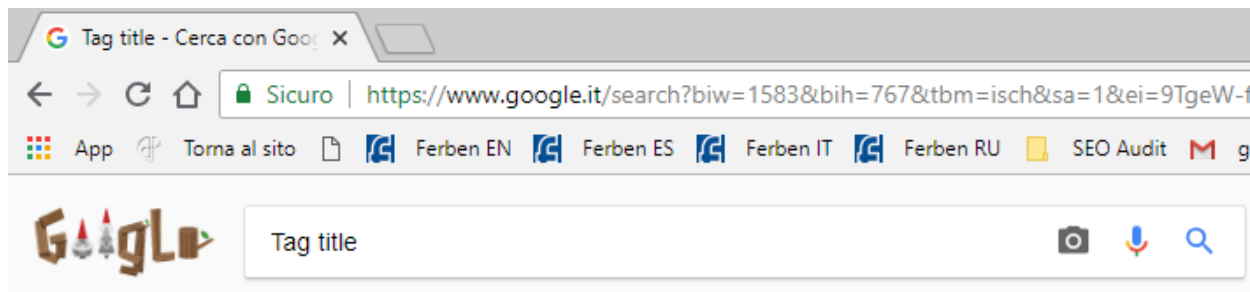 Tag title - Cerca con Goo
Sicuro | https://www.google.it/search?biw=1583&bih=767&tbm=isch&sa=1&ei=9TgeW-f
App Torna al sito Ferben EN Ferben ES Ferben IT Ferben RU SEO Audit g
Google Tag title